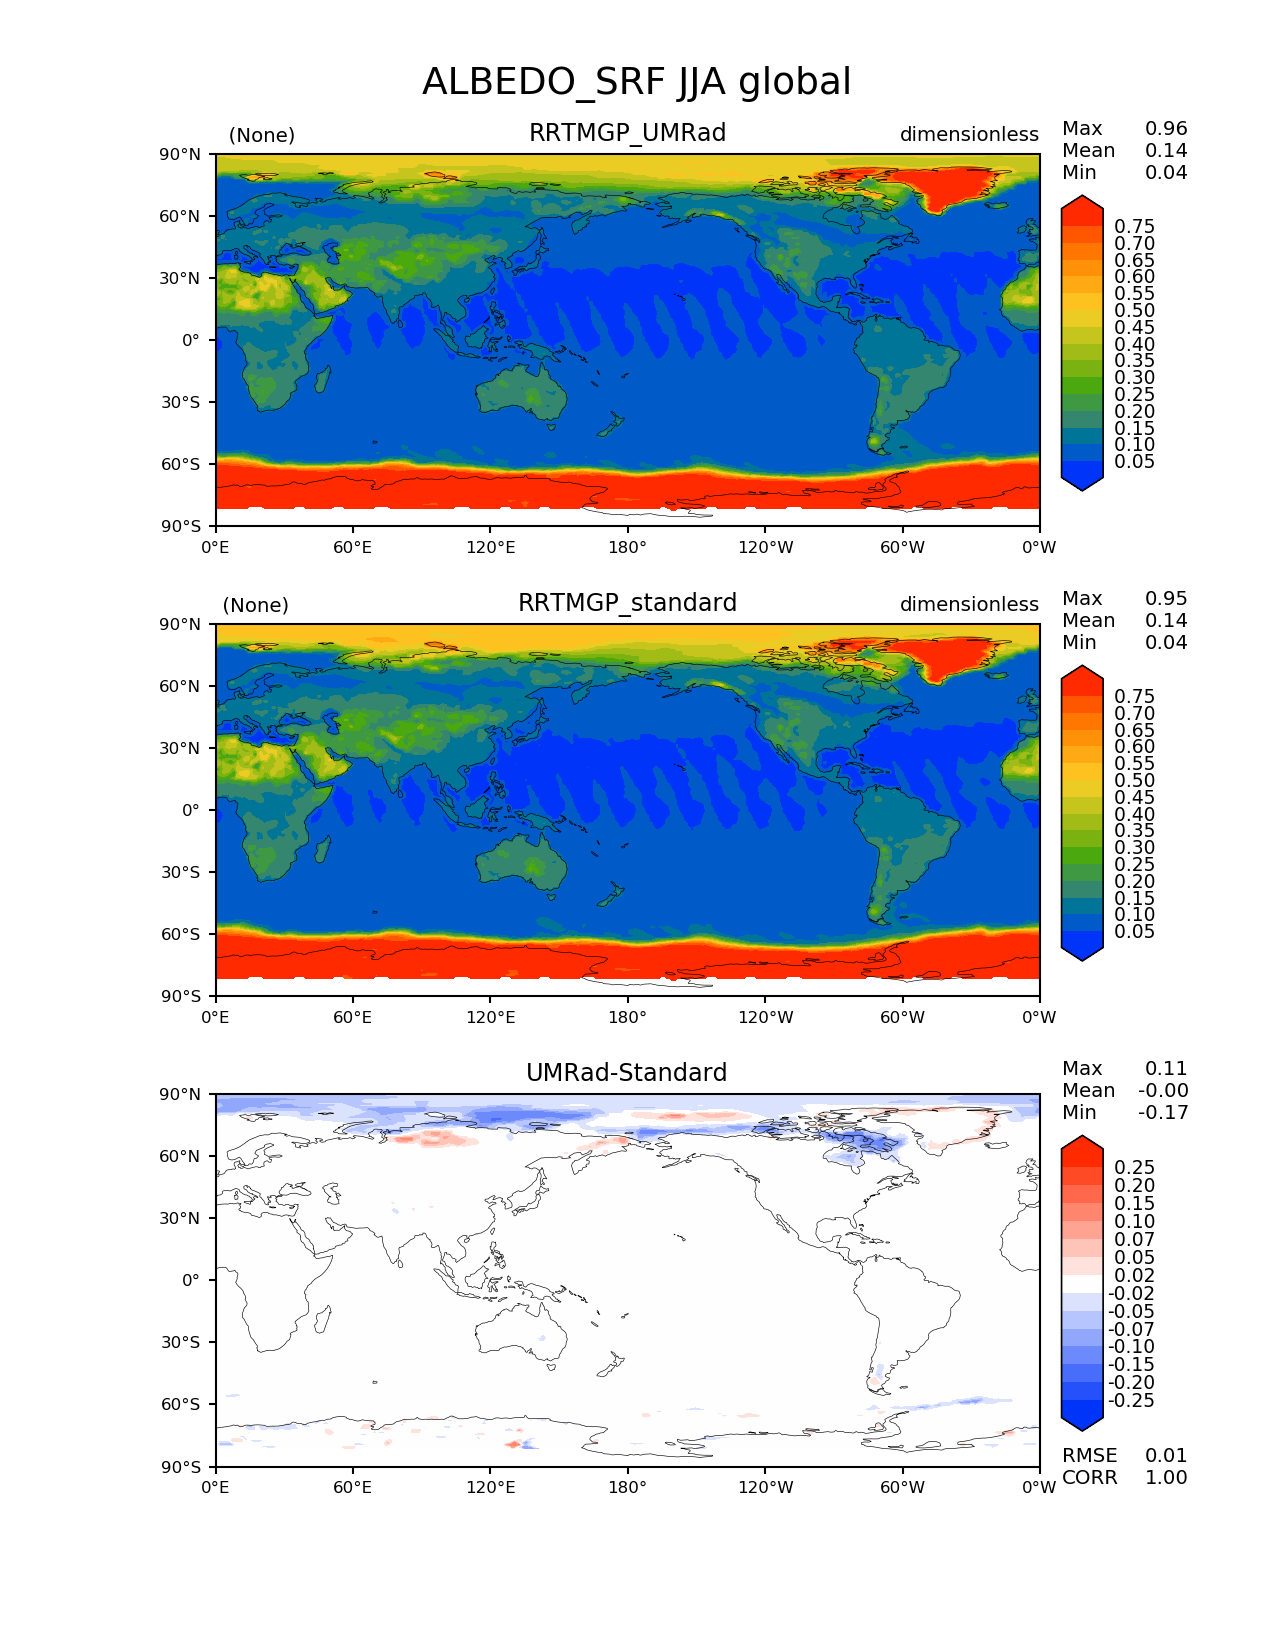 ALBEDO_SRF JJA global
(None) RRTMGP_UMRad dimensionless
Max 0.96
Mean 0.14
Min 0.04
90°N
60°N
30°N
0°
30°S
60°S
90°S
0°E 60°E 120°E 180° 120°W 60°W 0°W
0.75
0.70
0.65
0.60
0.55
0.50
0.45
0.40
0.35
0.30
0.25
0.20
0.15
0.10
0.05
(None) RRTMGP_standard dimensionless
Max 0.95
Mean 0.14
Min 0.04
90°N
60°N
30°N
0°
30°S
60°S
90°S
0°E 60°E 120°E 180° 120°W 60°W 0°W
0.75
0.70
0.65
0.60
0.55
0.50
0.45
0.40
0.35
0.30
0.25
0.20
0.15
0.10
0.05
UMRad-Standard
Max 0.11
Mean -0.00
Min -0.17
90°N
60°N
30°N
0°
30°S
60°S
90°S
0°E 60°E 120°E 180° 120°W 60°W 0°W
0.25
0.20
0.15
0.10
0.07
0.05
0.02
-0.02
-0.05
-0.07
-0.10
-0.15
-0.20
-0.25
RMSE 0.01
CORR 1.00